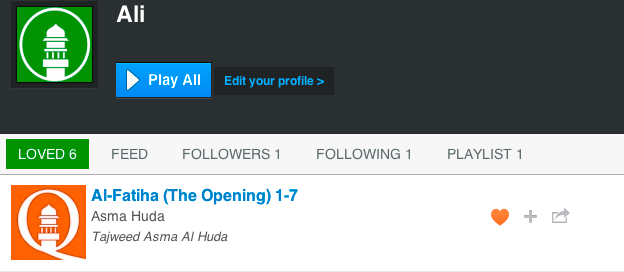 Ali
Play All
Edit your profile >
LOVED 6
FEED
FOLLOWERS 1
FOLLOWING 1
PLAYLIST 1
Al-Fatiha (The Opening) 1-7
Asma Huda
Tajweed Asma Al Huda